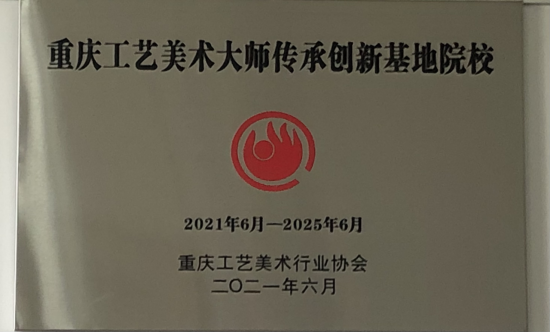 重庆工艺美术大师传承创新基地院校
2021年6月—2025年6月
重庆工艺美术行业协会
二〇二一年六月